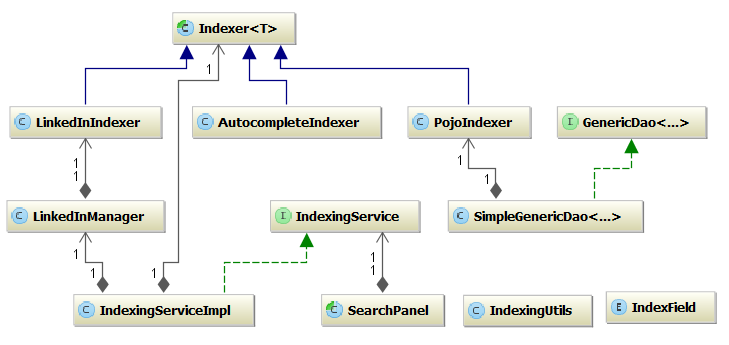 C Indexer<T>
1
C LinkedInIndexer
C AutocompleteIndexer
C PojoIndexer
I GenericDao<...>
1
1
1
1
C LinkedInManager
I IndexingService
C SimpleGenericDao<...>
1
1
1
1
1
C IndexingServiceImpl
C SearchPanel
C IndexingUtils
E IndexField